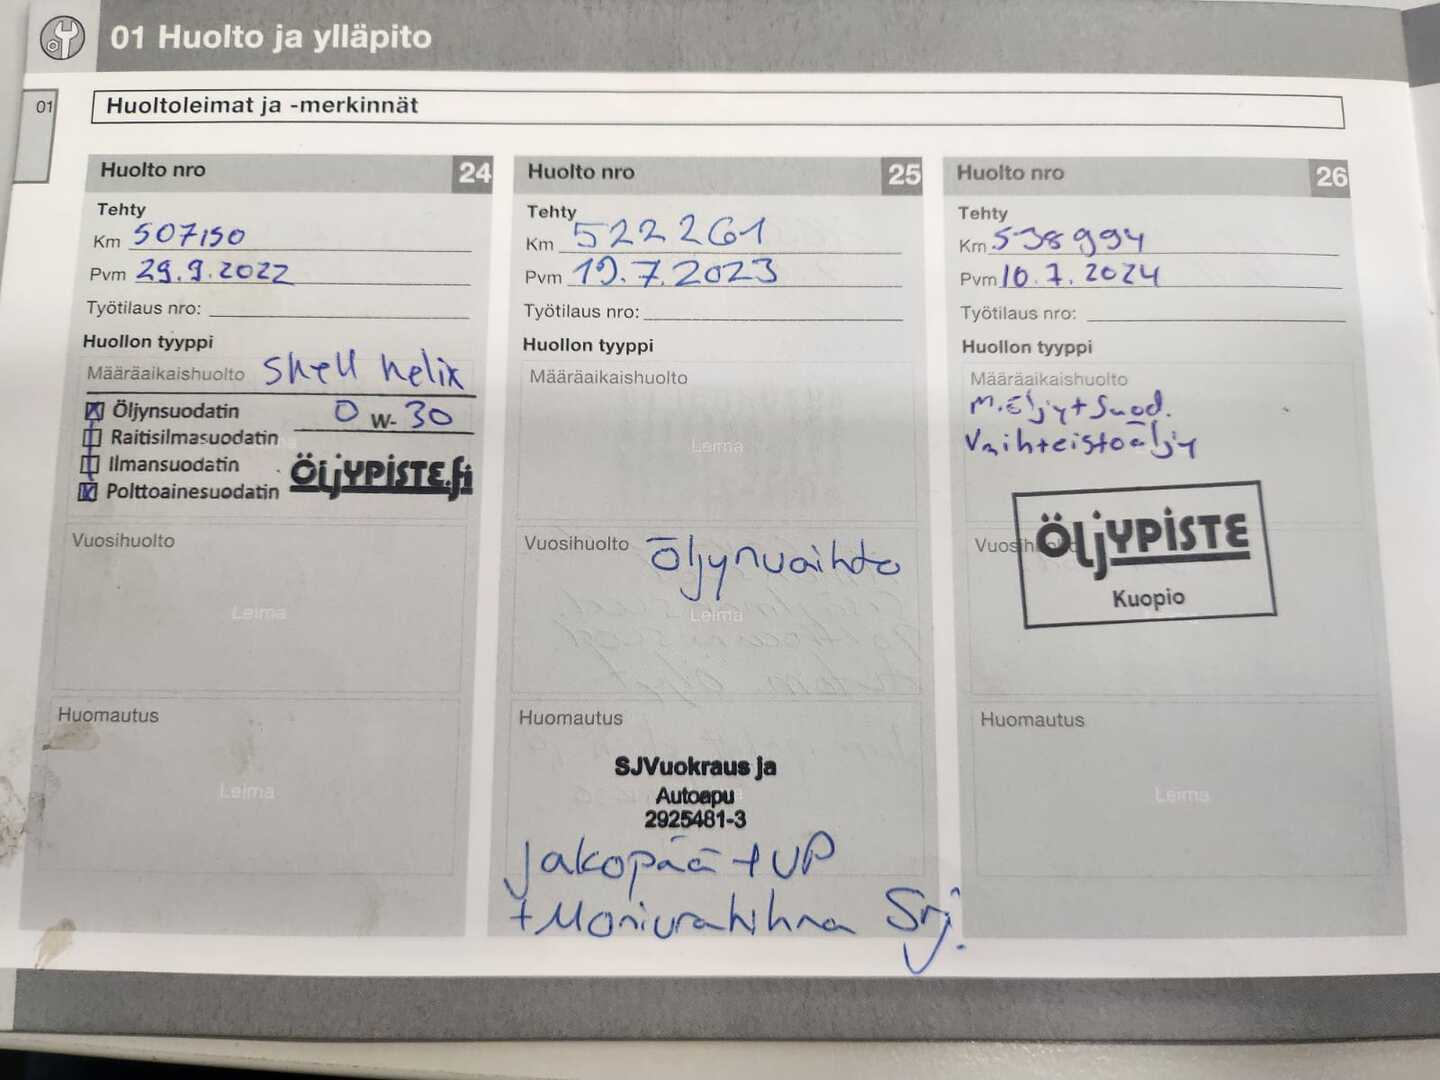 01 Huolto ja ylläpito
01
Huoltoleimat ja -merkinnät
Huolto nro 24
Tehty
Km 507150
Pvm 29.9.2022
Työtilaus nro:
Huollon tyyppi
Määräaikaishuolto Shell helix
Öljynsuodatin 0 W- 30
Raitisilmasuodatin
Ilmansuodatin
Polttoainesuodatin
ÖLJYPISTE.fi
Vuosihuolto
Leima
Huomautus
Leima
Huolto nro 25
Tehty
Km 522261
Pvm 19.7.2023
Työtilaus nro:
Huollon tyyppi
Määräaikaishuolto
Leima
Vuosihuolto Öljynvaihto
Leima
Huomautus
SJVuokraus ja
Autoapu
2925481-3
Jakopää + VP
+ Moniurahihna Srj.
Huolto nro 26
Tehty
Km 538994
Pvm 10.7.2024
Työtilaus nro:
Huollon tyyppi
Määräaikaishuolto
M.öljy + Suod.
Vaihteistoöljy
Vuosihuolto
ÖLJYPISTE
Kuopio
Huomautus
Leima